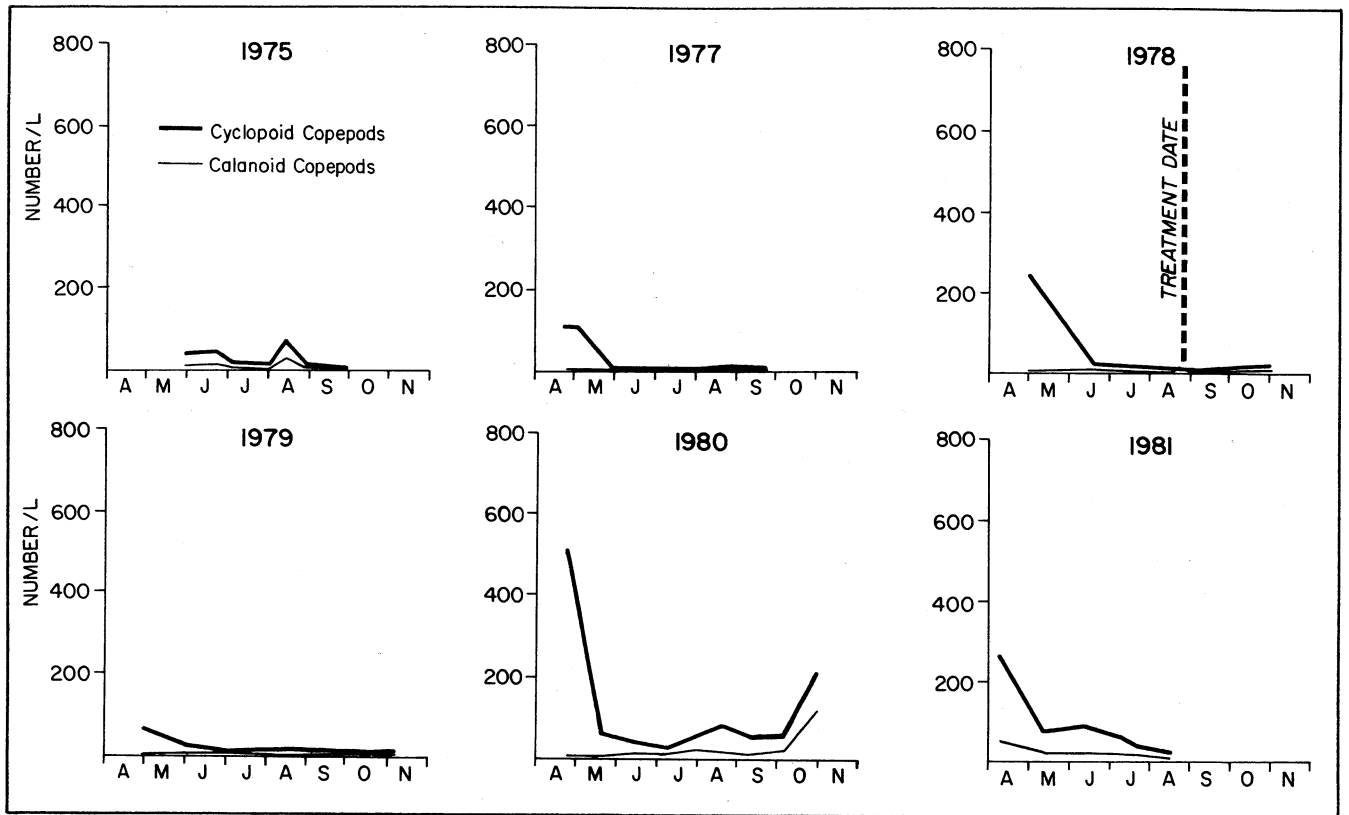 1975
800
600
400
200
NUMBER/L
Cyclopoid Copepods
Calanoid Copepods
A M J J A S O N
1977
800
600
400
200
A M J J A S O N
1978
800
600
400
200
TREATMENT DATE
A M J J A S O N
1979
800
600
400
200
NUMBER/L
A M J J A S O N
1980
800
600
400
200
A M J J A S O N
1981
800
600
400
200
A M J J A S O N